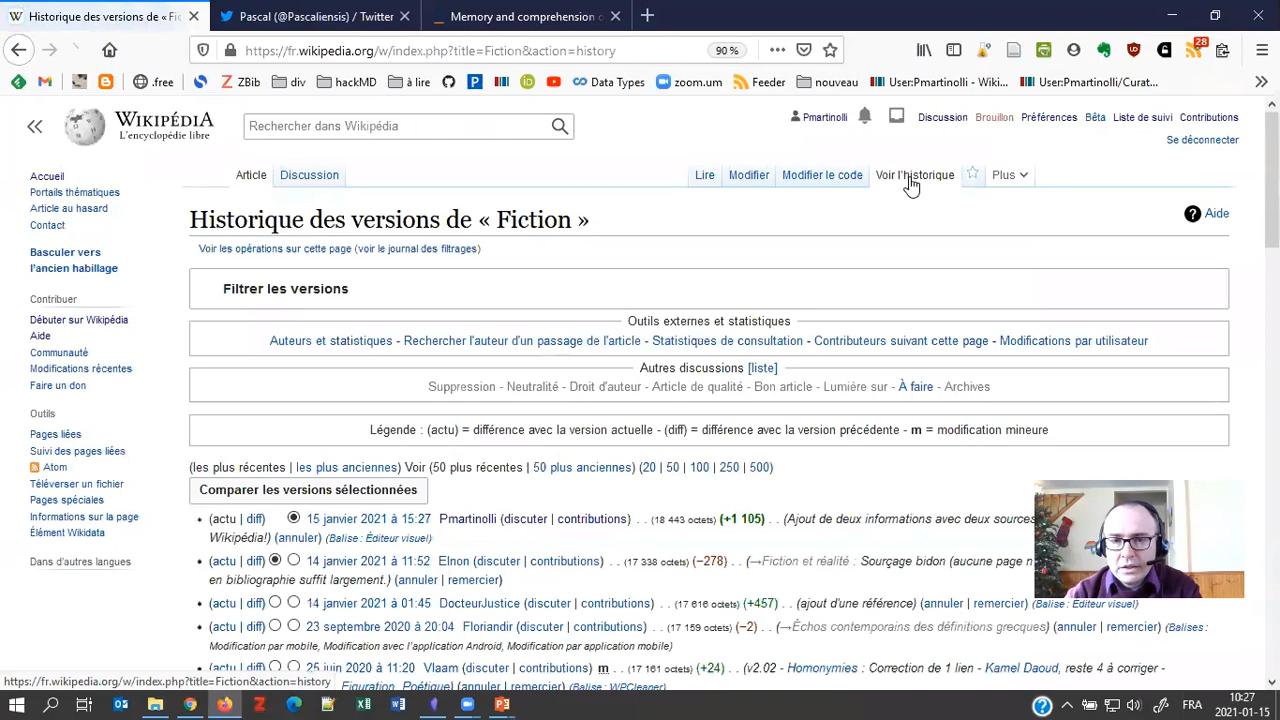 Historique des versions de « Fi
Pascal (@Pascaliensis) / Twitter
Memory and comprehension o
https://fr.wikipedia.org/w/index.php?title=Fiction&action=history
90 %
28
.free
ZBib
div
hackMD
à lire
Data Types
zoom.um
Feeder
nouveau
User:Pmartinolli - Wiki...
User:Pmartinolli/Curat...
WIKIPÉDIA
L'encyclopédie libre
Rechercher dans Wikipédia
Pmartinolli
Discussion
Brouillon
Préférences
Bêta
Liste de suivi
Contributions
Se déconnecter
Article
Discussion
Lire
Modifier
Modifier le code
Voir l'historique
Plus
Accueil
Portails thématiques
Article au hasard
Contact
Basculer vers
l'ancien habillage
Contribuer
Débuter sur Wikipédia
Aide
Communauté
Modifications récentes
Faire un don
Outils
Pages liées
Suivi des pages liées
Atom
Téléverser un fichier
Pages spéciales
Informations sur la page
Élément Wikidata
Dans d'autres langues
Historique des versions de « Fiction »
Aide
Voir les opérations sur cette page (voir le journal des filtrages)
Filtrer les versions
Outils externes et statistiques
Auteurs et statistiques - Rechercher l'auteur d'un passage de l'article - Statistiques de consultation - Contributeurs suivant cette page - Modifications par utilisateur
Autres discussions [liste]
Suppression - Neutralité - Droit d'auteur - Article de qualité - Bon article - Lumière sur - À faire - Archives
Légende : (actu) = différence avec la version actuelle - (diff) = différence avec la version précédente - m = modification mineure
(les plus récentes | les plus anciennes) Voir (50 plus récentes | 50 plus anciennes) (20 | 50 | 100 | 250 | 500)
Comparer les versions sélectionnées
(actu | diff) 15 janvier 2021 à 15:27 Pmartinolli (discuter | contributions) . . (18 443 octets) (+1 105) . . (Ajout de deux informations avec deux sources
Wikipédia!) (annuler) (Balise : Éditeur visuel)
(actu | diff) 14 janvier 2021 à 11:52 Elnon (discuter | contributions) . . (17 338 octets) (−278) . . (→Fiction et réalité : Sourçage bidon (aucune page n
en bibliographie suffit largement.) (annuler | remercier)
(actu | diff) 14 janvier 2021 à 01:45 DocteurJustice (discuter | contributions) . . (17 616 octets) (+457) . . (ajout d'une référence) (annuler | remercier) (Balise : Éditeur visuel)
(actu | diff) 23 septembre 2020 à 20:04 Floriandir (discuter | contributions) . . (17 159 octets) (−2) . . (→Échos contemporains des définitions grecques) (annuler | remercier) (Balises :
Modification par mobile, Modification avec l'application Android, Modification par application mobile)
(actu | diff) 25 juin 2020 à 11:20 Vlaam (discuter | contributions) m . . (17 161 octets) (+24) . . (v2.02 - Homonymies : Correction de 1 lien - Kamel Daoud, reste 4 à corriger -
Figuration, Poétique) (annuler | remercier) (Balise : WPCleaner)
https://fr.wikipedia.org/w/index.php?title=Fiction&action=history
FRA
10:27
2021-01-15